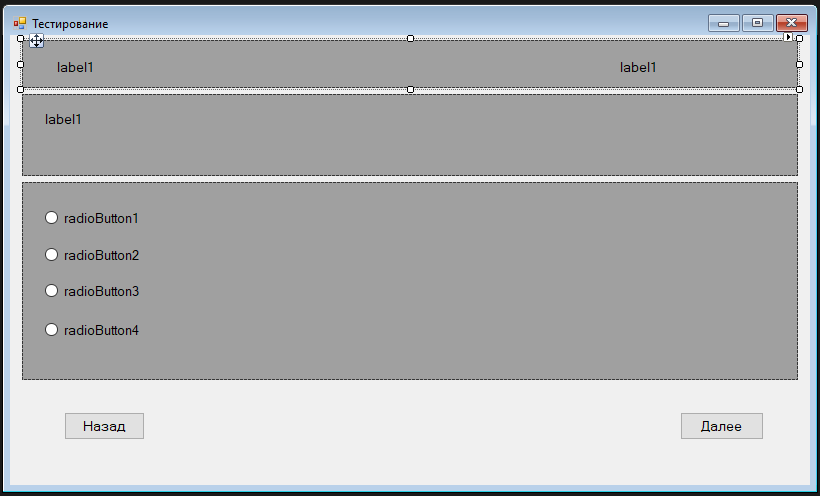 Тестирование
label1 label1
label1
radioButton1
radioButton2
radioButton3
radioButton4
Назад Далее